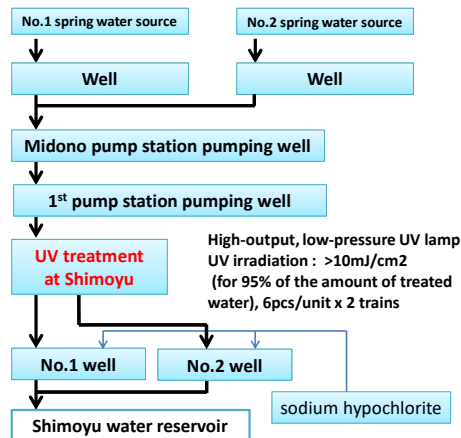 No.1 spring water source
No.2 spring water source
Well
Well
Midono pump station pumping well
1st pump station pumping well
UV treatment
at Shimoyu
High-output, low-pressure UV lamp
UV irradiation : >10mJ/cm2
(for 95% of the amount of treated
water), 6pcs/unit x 2 trains
No.1 well
No.2 well
sodium hypochlorite
Shimoyu water reservoir